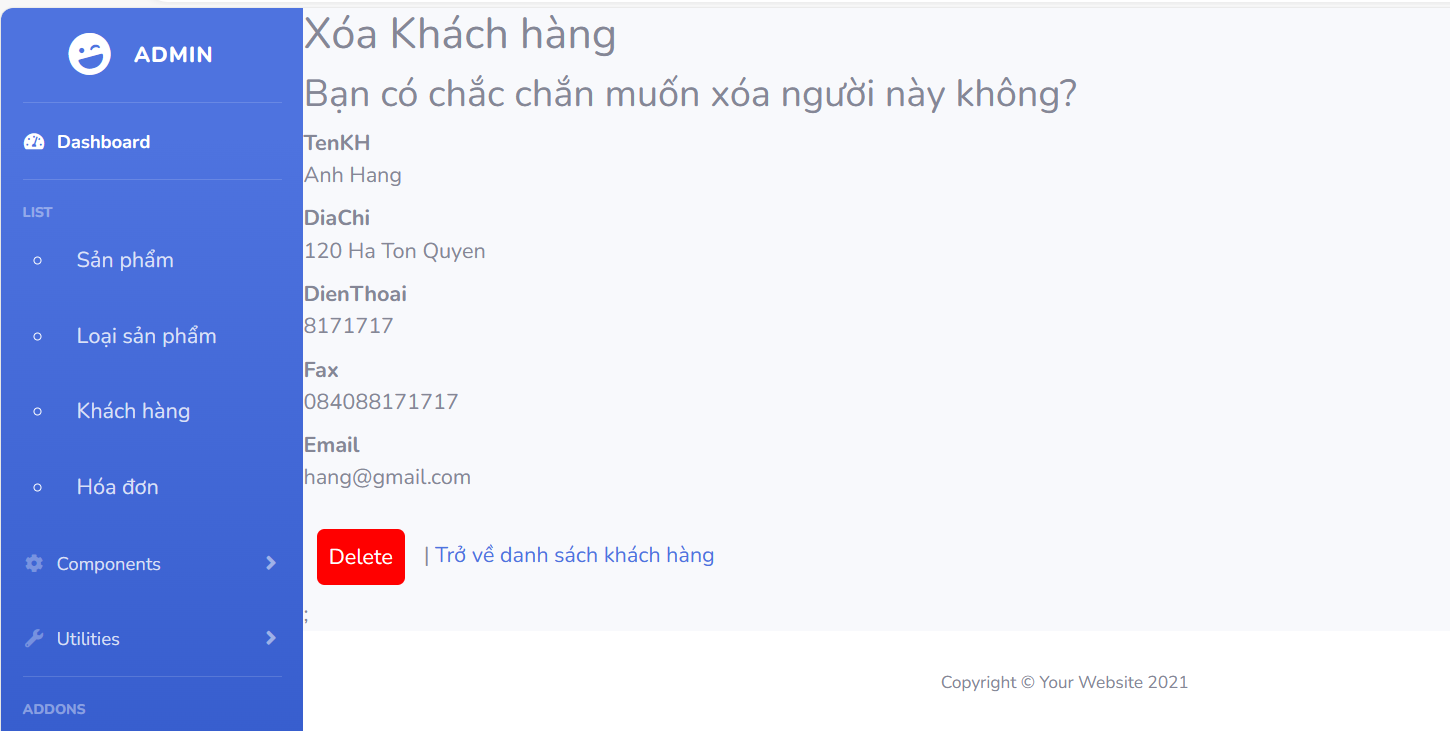 ADMIN
Dashboard
LIST
Sản phẩm
Loại sản phẩm
Khách hàng
Hóa đơn
Components
Utilities
ADDONS
Xóa Khách hàng
Bạn có chắc chắn muốn xóa người này không?
TenKH
Anh Hang
DiaChi
120 Ha Ton Quyen
DienThoai
8171717
Fax
084088171717
Email
hang@gmail.com
Delete | Trở về danh sách khách hàng
;
Copyright © Your Website 2021